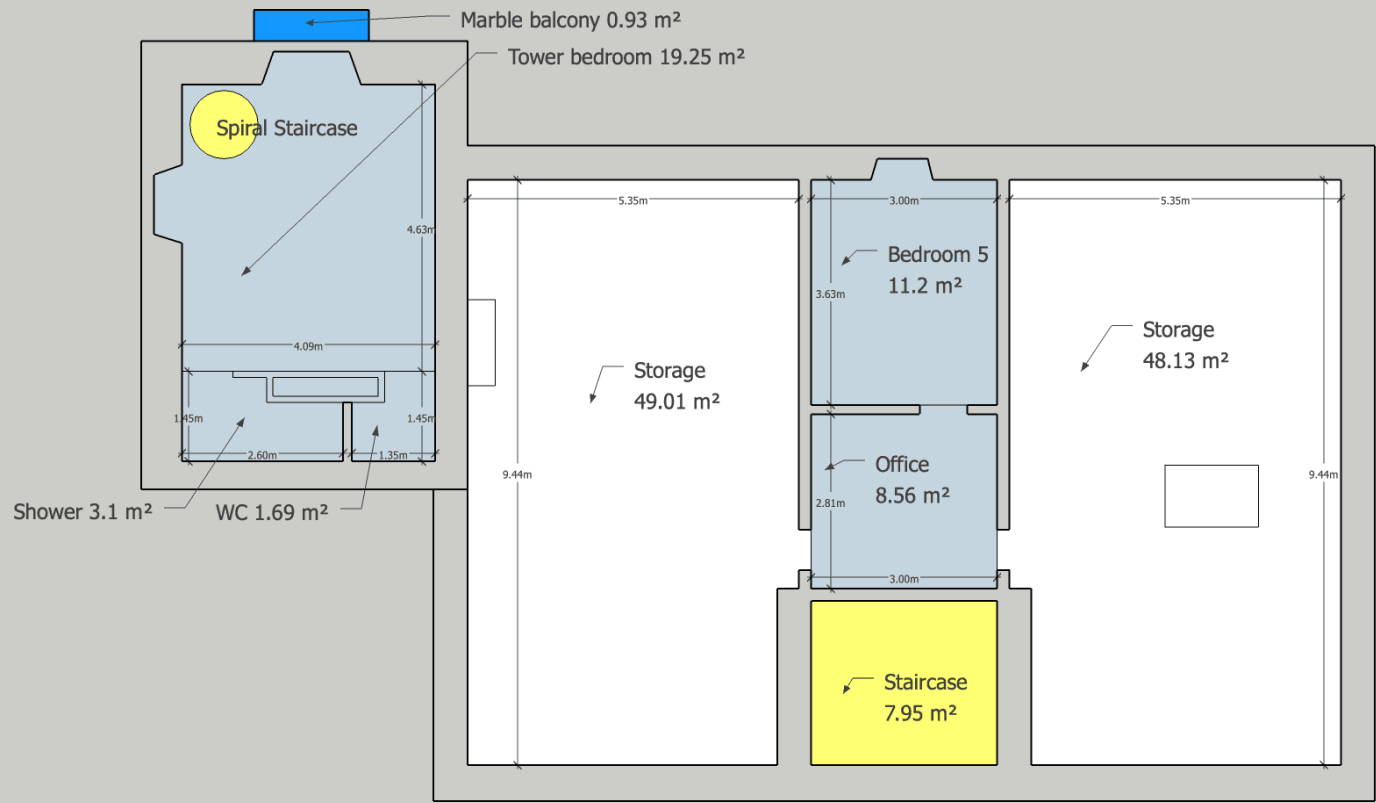 Marble balcony 0.93 m²
Tower bedroom 19.25 m²
Spiral Staircase
5.35m
3.00m
5.35m
4.63m
Bedroom 5
11.2 m²
3.63m
Storage
48.13 m²
4.09m
Storage
49.01 m²
1.45m
1.45m
2.60m
1.35m
Office
8.56 m²
9.44m
2.81m
9.44m
Shower 3.1 m²
WC 1.69 m²
3.00m
Staircase
7.95 m²